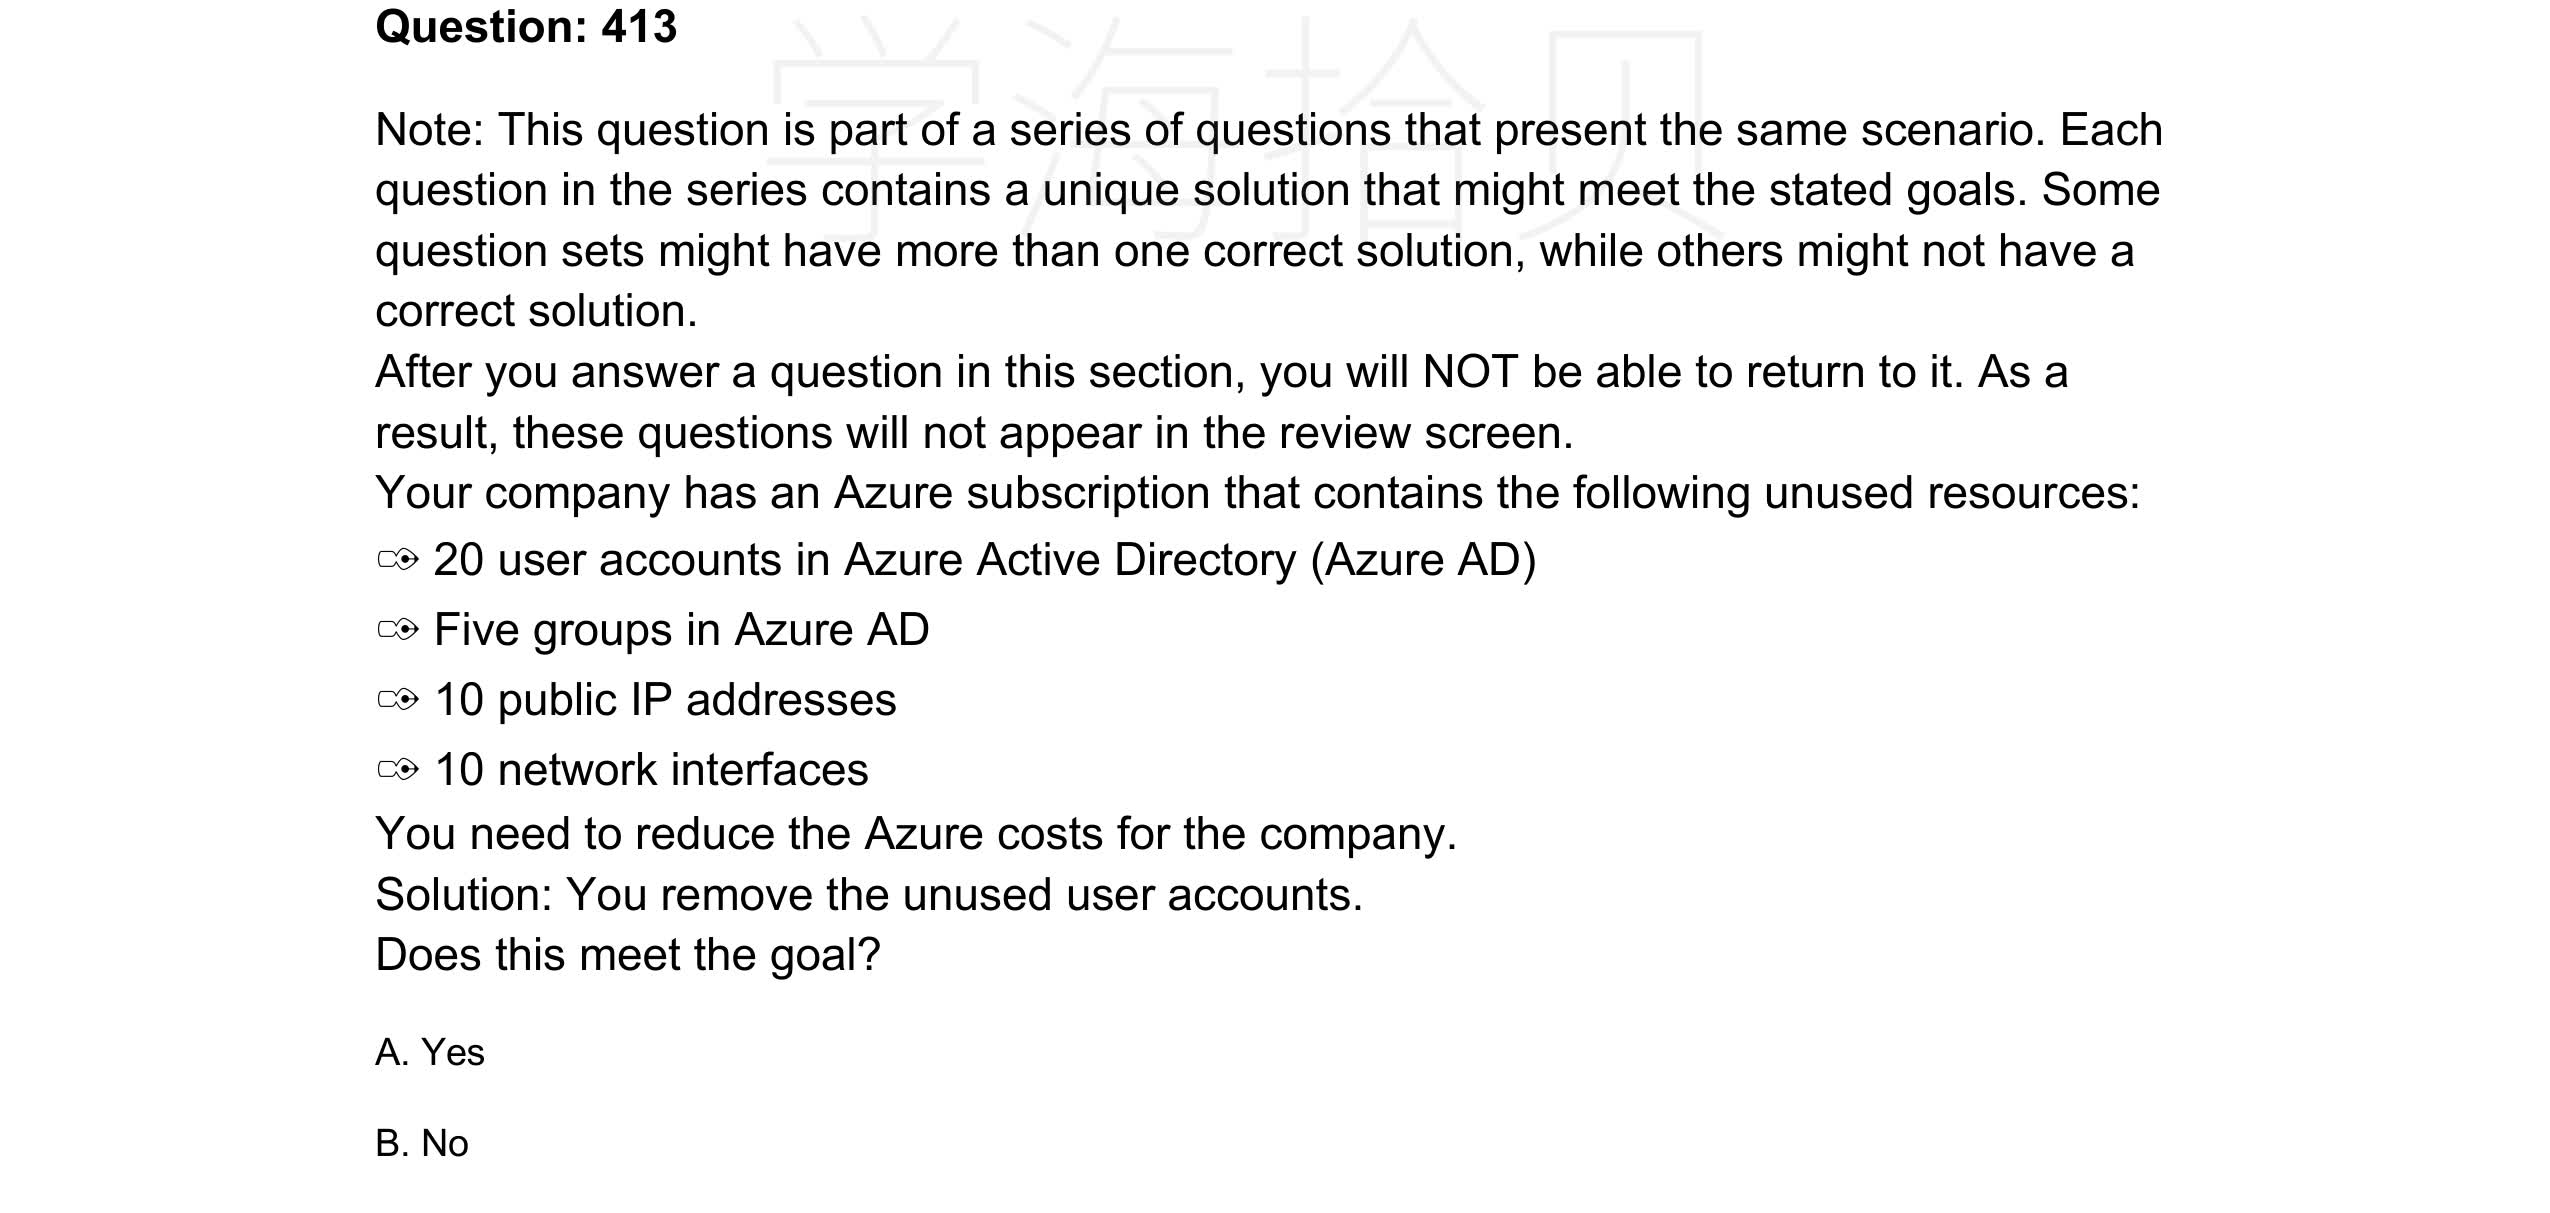 Question: 413
学海拾贝
Note: This question is part of a series of questions that present the same scenario. Each
question in the series contains a unique solution that might meet the stated goals. Some
question sets might have more than one correct solution, while others might not have a
correct solution.
After you answer a question in this section, you will NOT be able to return to it. As a
result, these questions will not appear in the review screen.
Your company has an Azure subscription that contains the following unused resources:
20 user accounts in Azure Active Directory (Azure AD)
Five groups in Azure AD
10 public IP addresses
10 network interfaces
You need to reduce the Azure costs for the company.
Solution: You remove the unused user accounts.
Does this meet the goal?
A. Yes
B. No